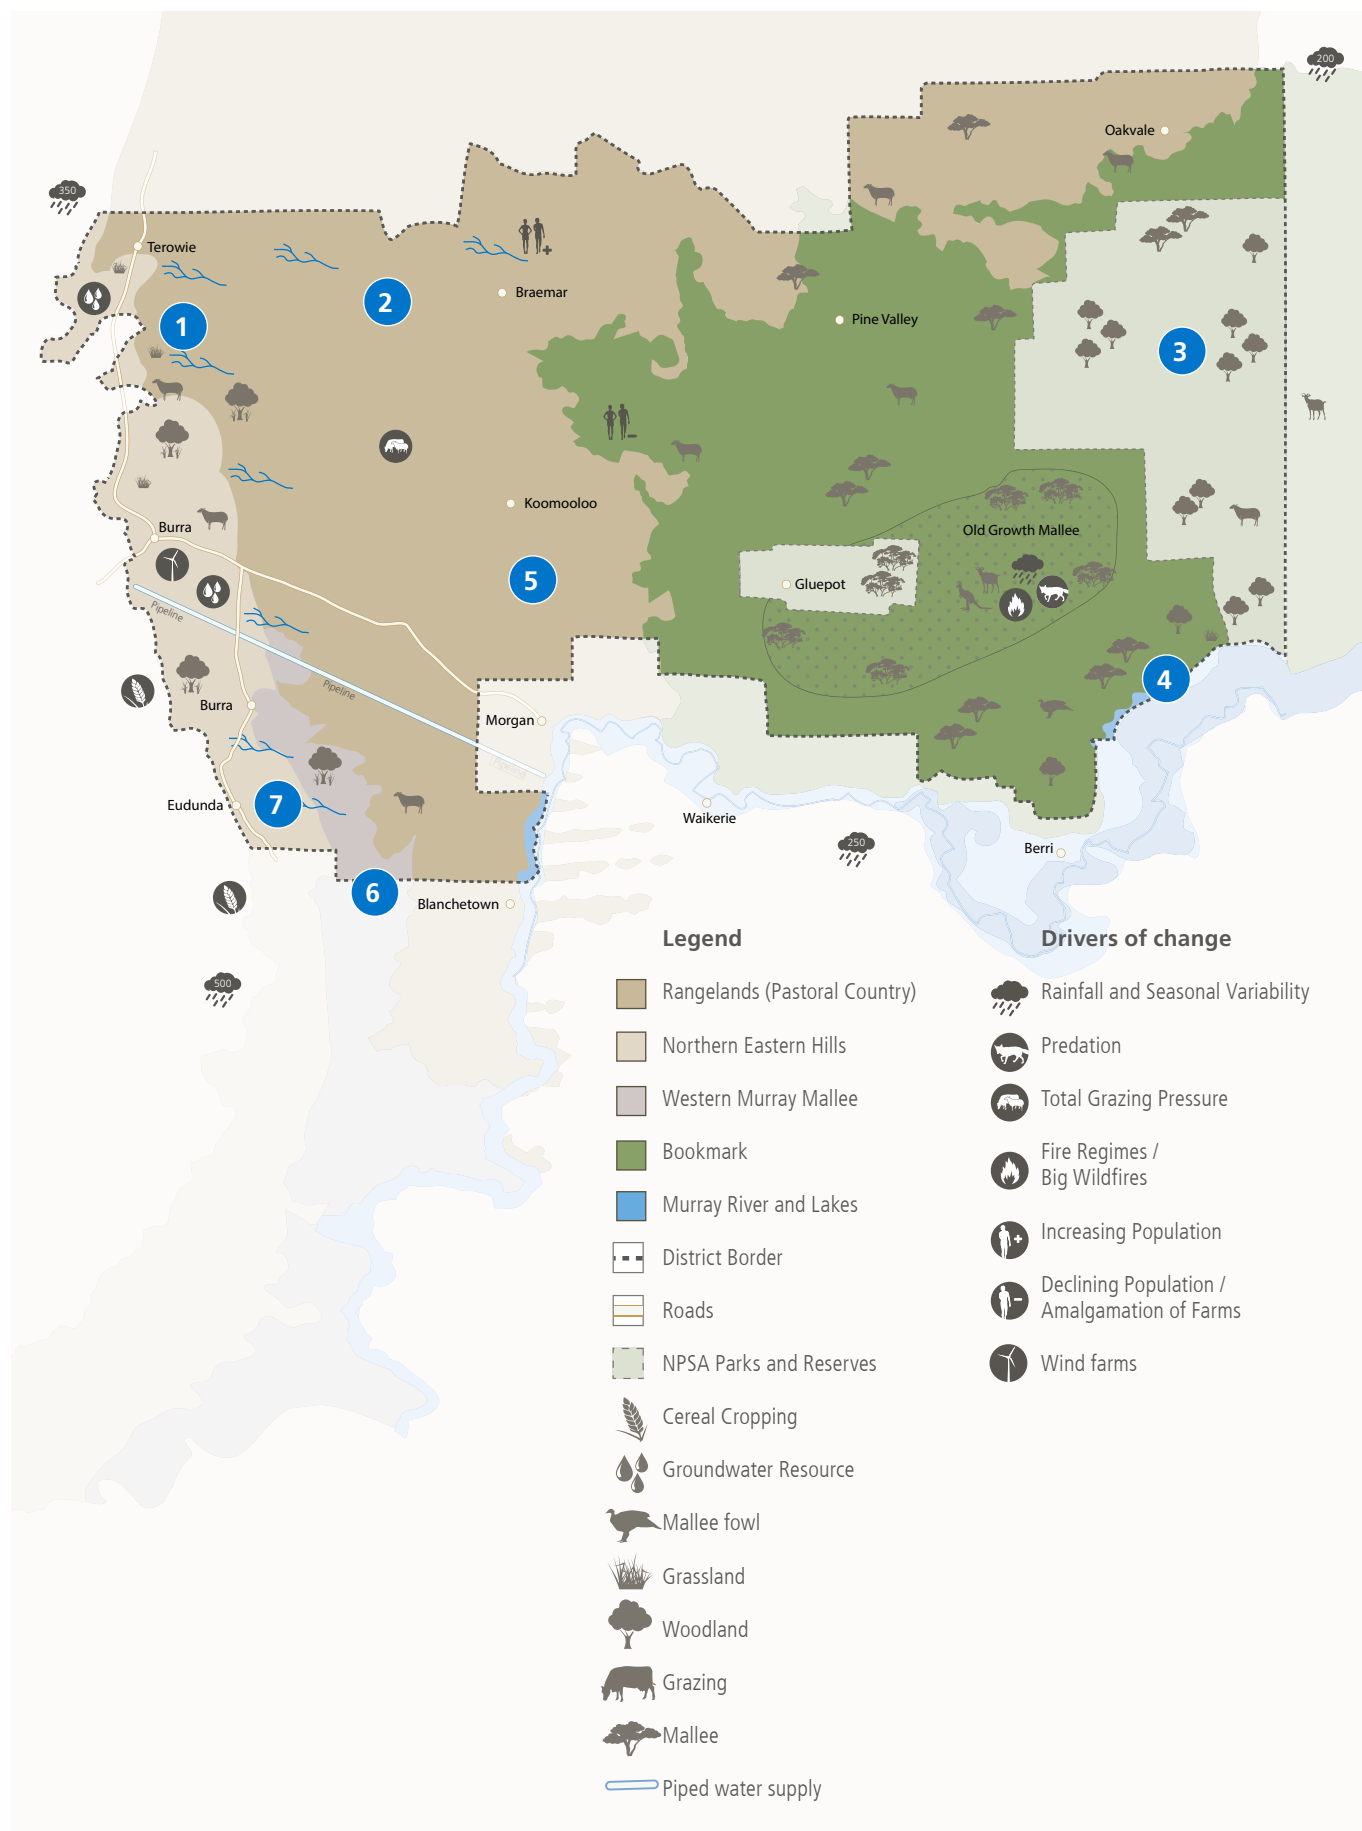 200
Oakvale
350
Terowie
2
Braemar
1
Pine Valley
3
Koomooloo
Burra
Old Growth Mallee
5
Gluepot
Pipeline
Pipeline
4
Burra
Morgan
Pipeline
Eudunda
7
Waikerie
250
Berri
6
Blanchetown
500
Legend
Rangelands (Pastoral Country)
Northern Eastern Hills
Western Murray Mallee
Bookmark
Murray River and Lakes
District Border
Roads
NPSA Parks and Reserves
Cereal Cropping
Groundwater Resource
Mallee fowl
Grassland
Woodland
Grazing
Mallee
Piped water supply
Drivers of change
Rainfall and Seasonal Variability
Predation
Total Grazing Pressure
Fire Regimes /
Big Wildfires
Increasing Population
Declining Population /
Amalgamation of Farms
Wind farms